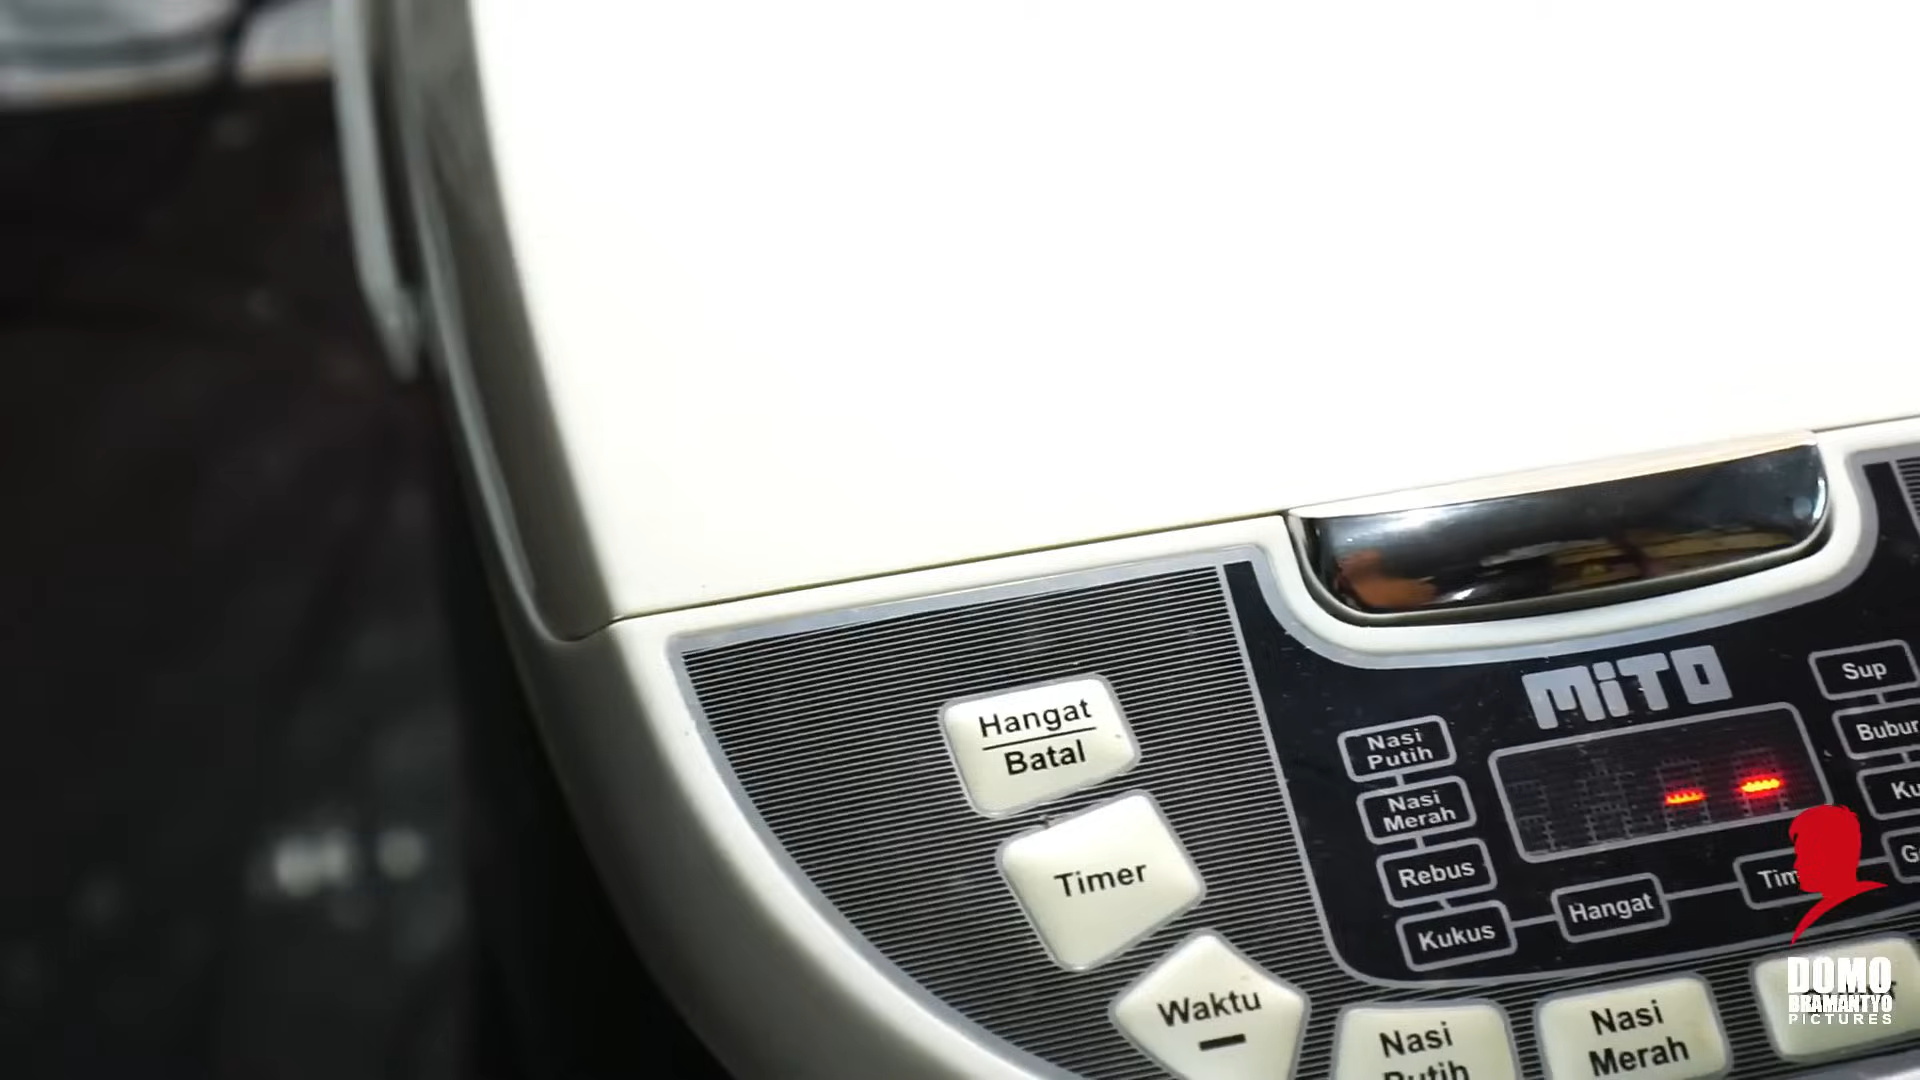 MiTO
Sup
Nasi
Putih
Bubur
Nasi
Merah
Rebus
Kukus
Hangat
Hangat
Batal
Timer
Waktu
–
Nasi
Putih
Nasi
Merah
DOMO
BRAMANTYO
PICTURES